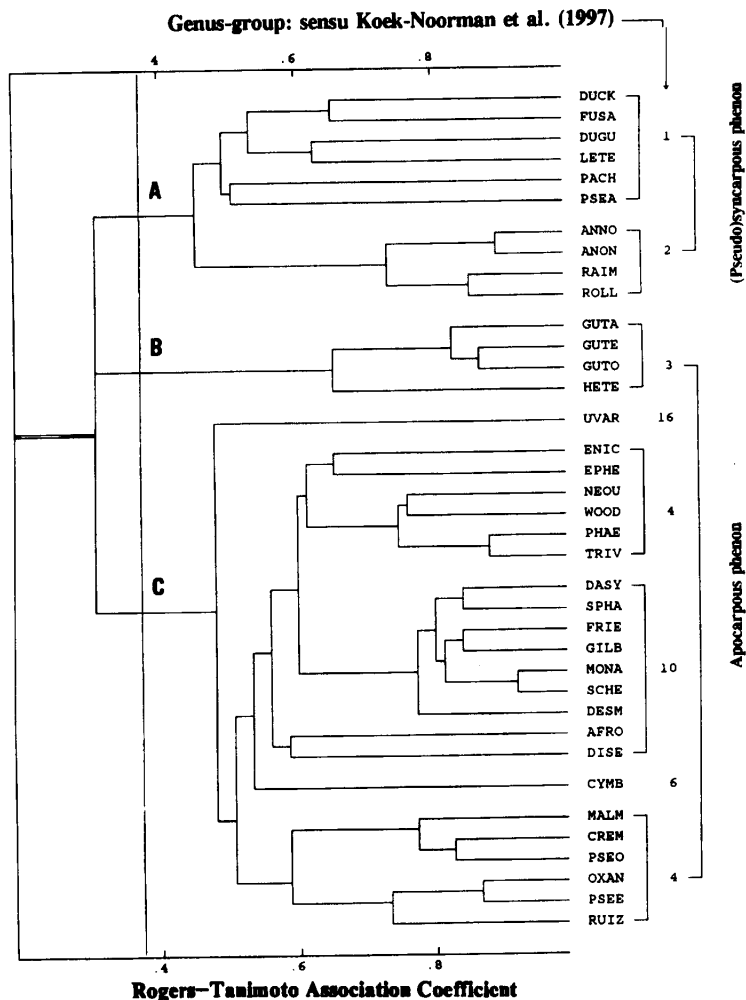 Genus-group: sensu Koek-Noorman et al. (1997)
.4 .6 .8
DUCK
FUSA
DUGU 1
LETE
PACH
A
PSEA
ANNO
ANON 2
RAIM
ROLL
(Pseudo)syncarpous phenon
GUTA
B
GUTE
GUTO 3
HETE
UVAR 16
ENIC
EPHE
NEOU
WOOD 4
PHAE
TRIV
C
DASY
SPHA
FRIE
GILB
MONA 10
SCHE
DESM
AFRO
DISE
CYMB 6
MALM
CREM
PSEO
OXAN 4
PSEE
RUIZ
Apocarpous phenon
.4 .6 .8
Rogers-Tanimoto Association Coefficient